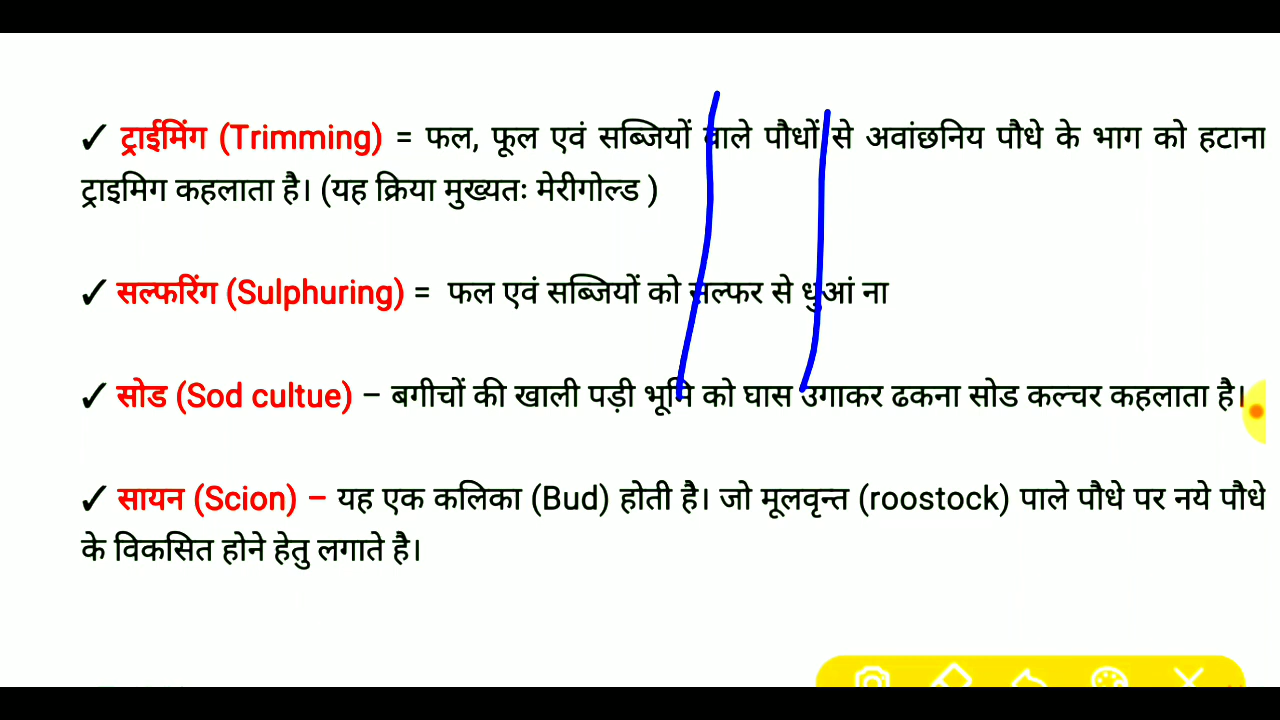 ✓ ट्राईमिंग (Trimming) = फल, फूल एवं सब्जियों वाले पौधों से अवांछनिय पौधे के भाग को हटाना
ट्राइमिग कहलाता है। (यह क्रिया मुख्यतः मेरीगोल्ड )
✓ सल्फरिंग (Sulphuring) = फल एवं सब्जियों को सल्फर से धुआं ना
✓ सोड (Sod cultue) – बगीचों की खाली पड़ी भूमि को घास उगाकर ढकना सोड कल्चर कहलाता है।
✓ सायन (Scion) – यह एक कलिका (Bud) होती है। जो मूलवृन्त (roostock) पाले पौधे पर नये पौधे
के विकसित होने हेतु लगाते है।